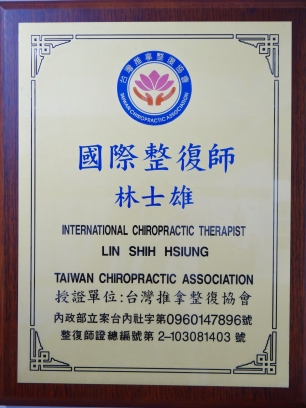 台灣推拿整復協會
TAIWAN CHIROPRACTIC ASSOCIATION
國際整復師
林士雄
INTERNATIONAL CHIROPRACTIC THERAPIST
LIN SHIH HSIUNG
TAIWAN CHIROPRACTIC ASSOCIATION
授證單位:台灣推拿整復協會
內政部立案台內社字第0960147896號
整復師證總編號第2-103081403 號